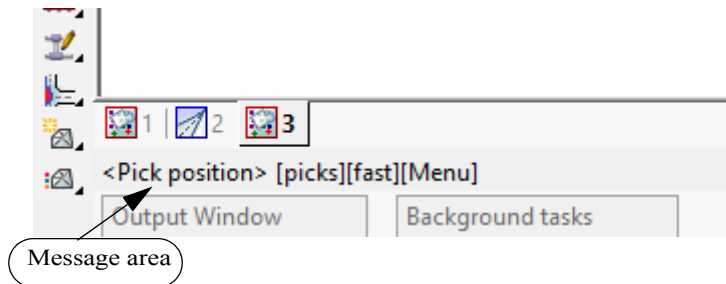 1 2 3
<Pick position> [picks][fast][Menu]
Output Window Background tasks
Message area